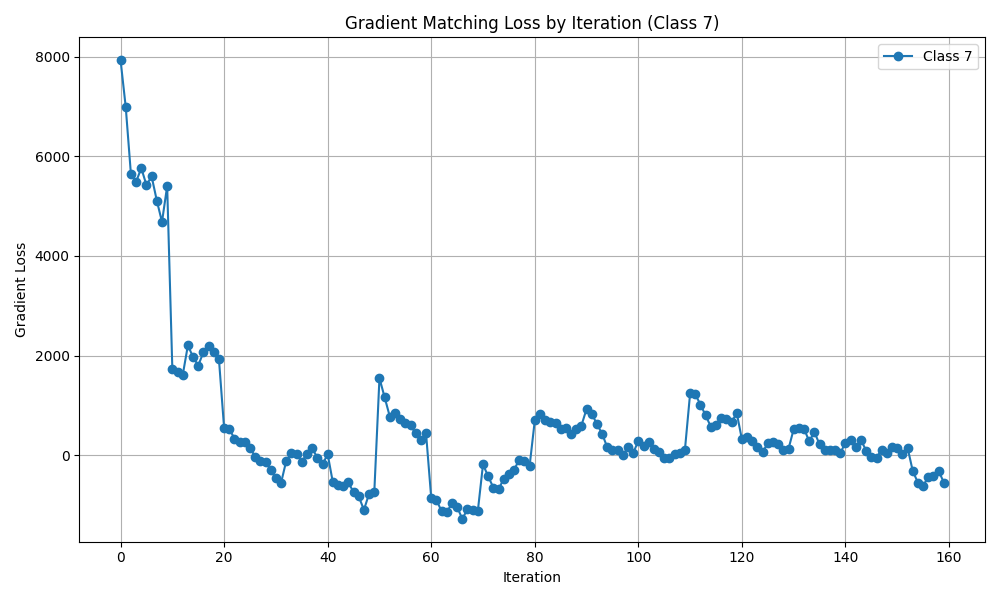 Gradient Matching Loss by Iteration (Class 7)
Class 7
8000
6000
4000
2000
0
Gradient Loss
0 20 40 60 80 100 120 140 160
Iteration